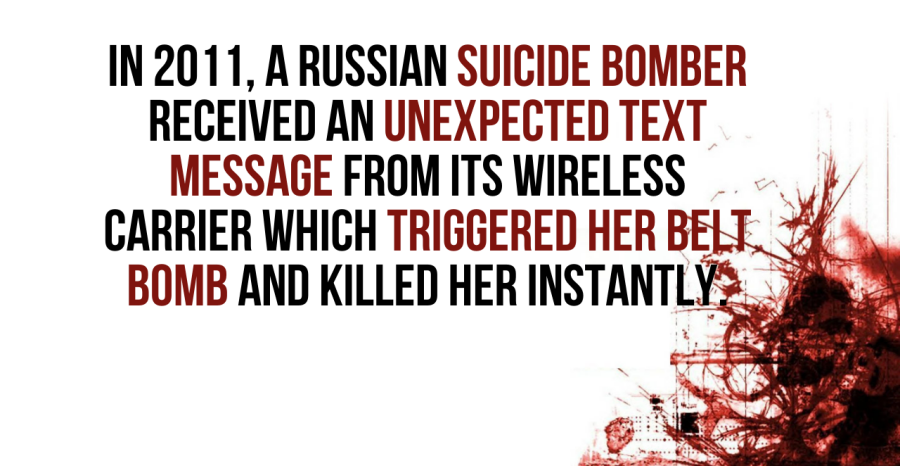 IN 2011, A RUSSIAN SUICIDE BOMBER
RECEIVED AN UNEXPECTED TEXT
MESSAGE FROM ITS WIRELESS
CARRIER WHICH TRIGGERED HER BELT
BOMB AND KILLED HER INSTANTLY.